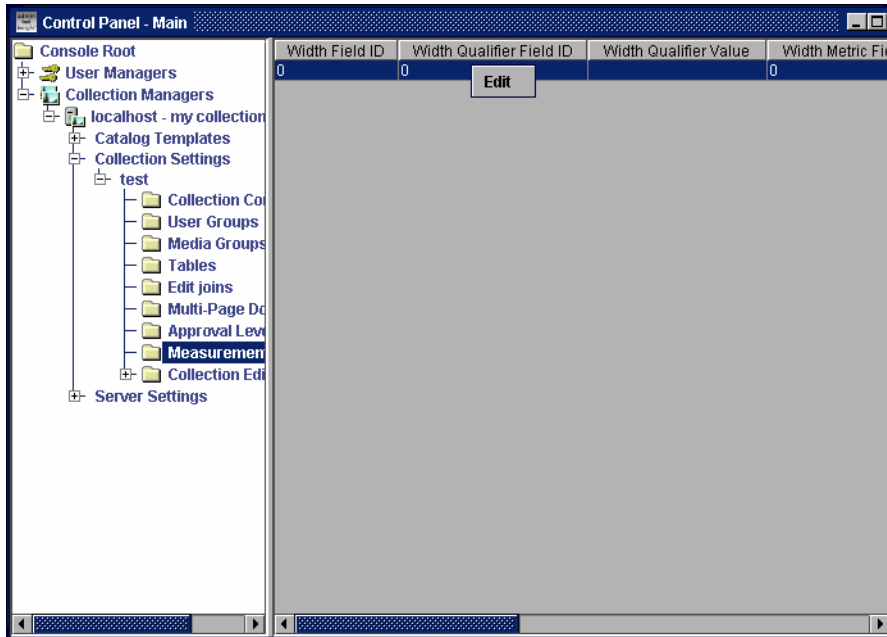 Control Panel - Main
Console Root
User Managers
Collection Managers
localhost - my collection
Catalog Templates
Collection Settings
test
Collection Co
User Groups
Media Groups
Tables
Edit joins
Multi-Page Do
Approval Leve
Measuremen
Collection Edi
Server Settings
Width Field ID Width Qualifier Field ID Width Qualifier Value Width Metric Fie
0 0 0
Edit